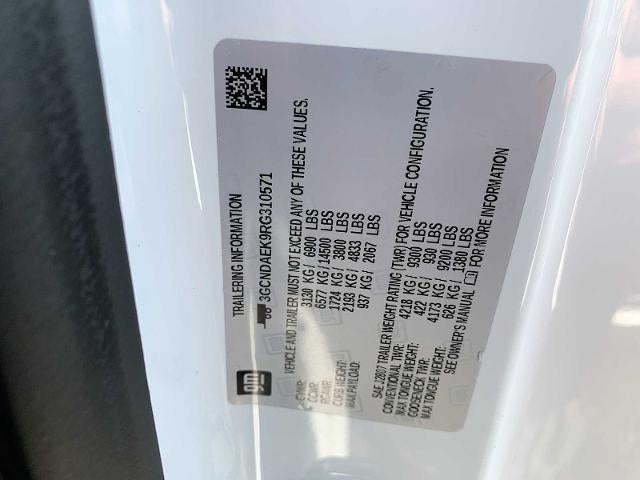 TRAILERING INFORMATION
3GCNDAEK9RG310571
gm
VEHICLE AND TRAILER MUST NOT EXCEED ANY OF THESE VALUES.
GVWR: 3130 KG / 6900 LBS
GCWR: 6577 KG / 14500 LBS
RGAWR: 1724 KG / 3800 LBS
CURB WEIGHT: 2193 KG / 4833 LBS
MAX PAYLOAD: 937 KG / 2067 LBS
SAE J2807 TRAILER WEIGHT RATING (TWR) FOR VEHICLE CONFIGURATION.
CONVENTIONAL TWR: 4218 KG / 9300 LBS
MAX TONGUE WEIGHT: 422 KG / 930 LBS
GOOSENECK TWR: 4173 KG / 9200 LBS
MAX TONGUE WEIGHT: 626 KG / 1380 LBS
SEE OWNER'S MANUAL FOR MORE INFORMATION